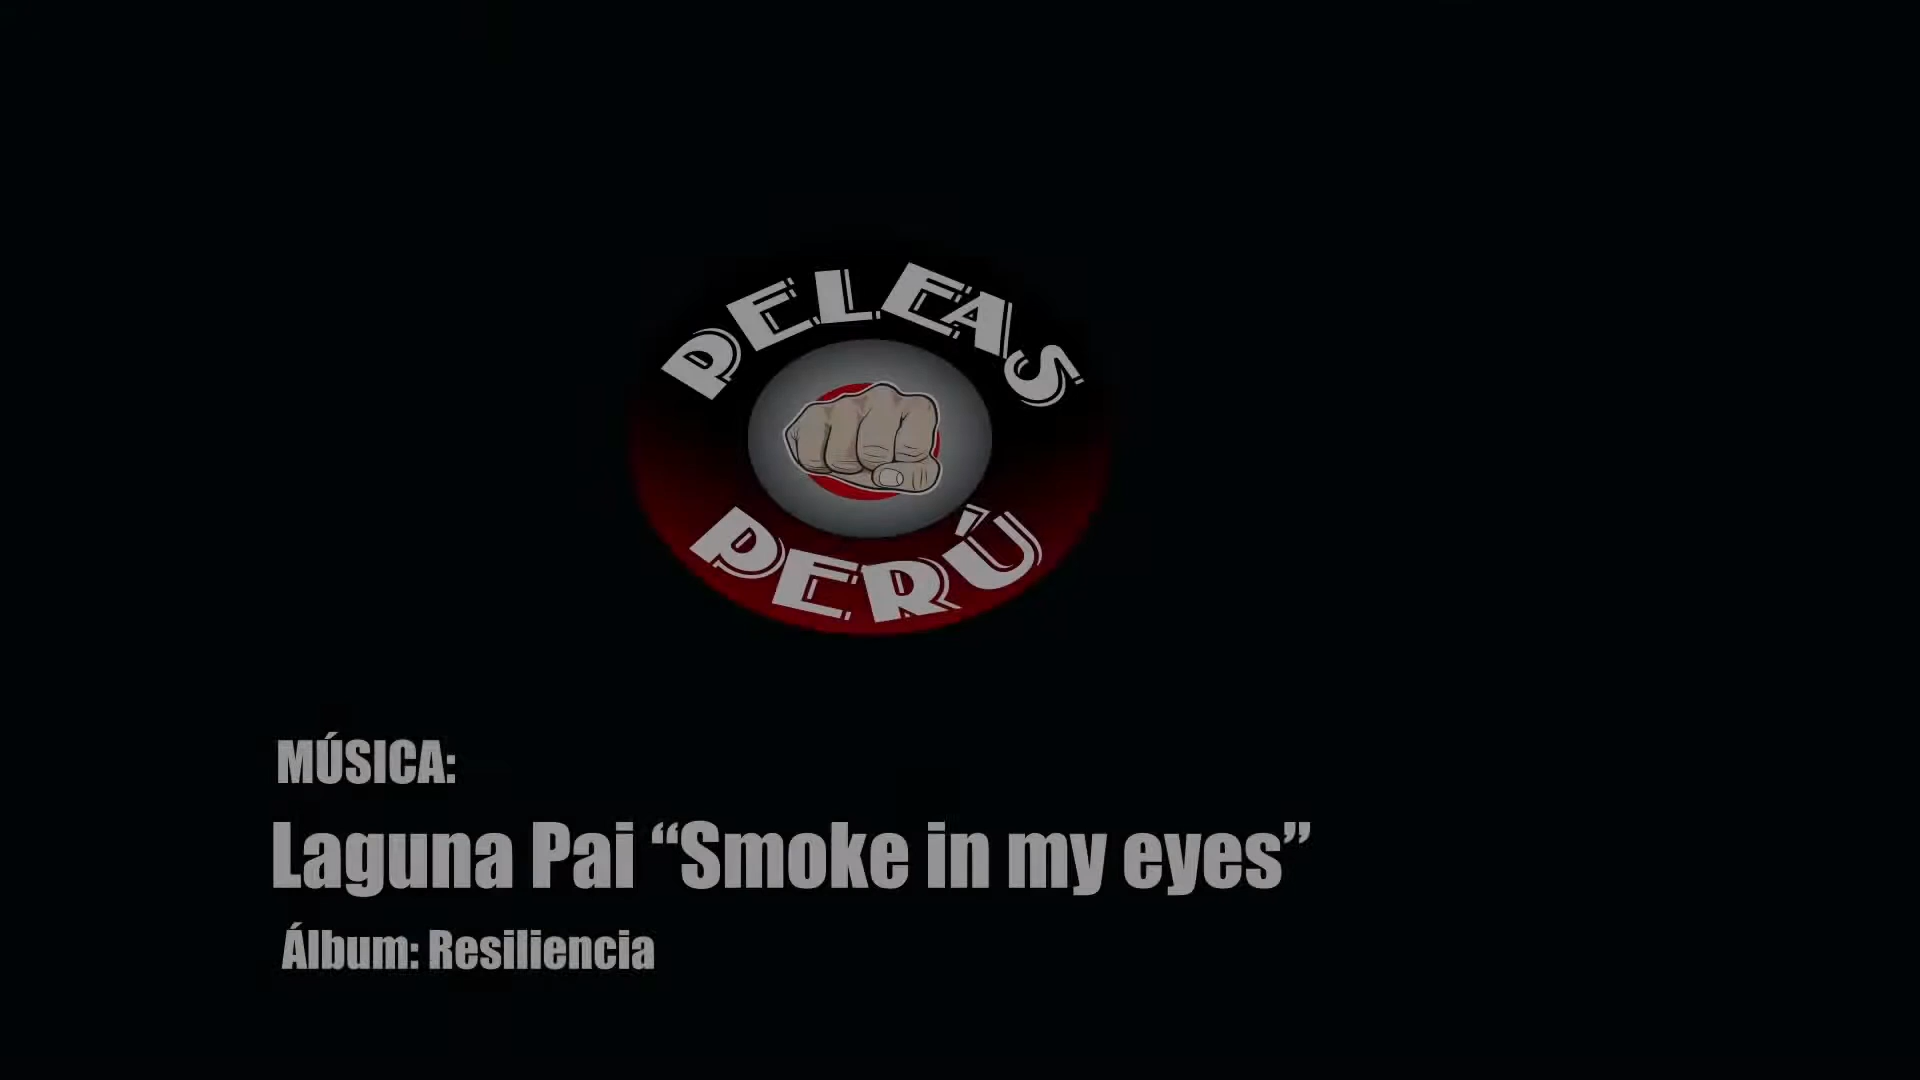 PELEAS
PERÚ
MÚSICA:
Laguna Pai “Smoke in my eyes”
Álbum: Resiliencia